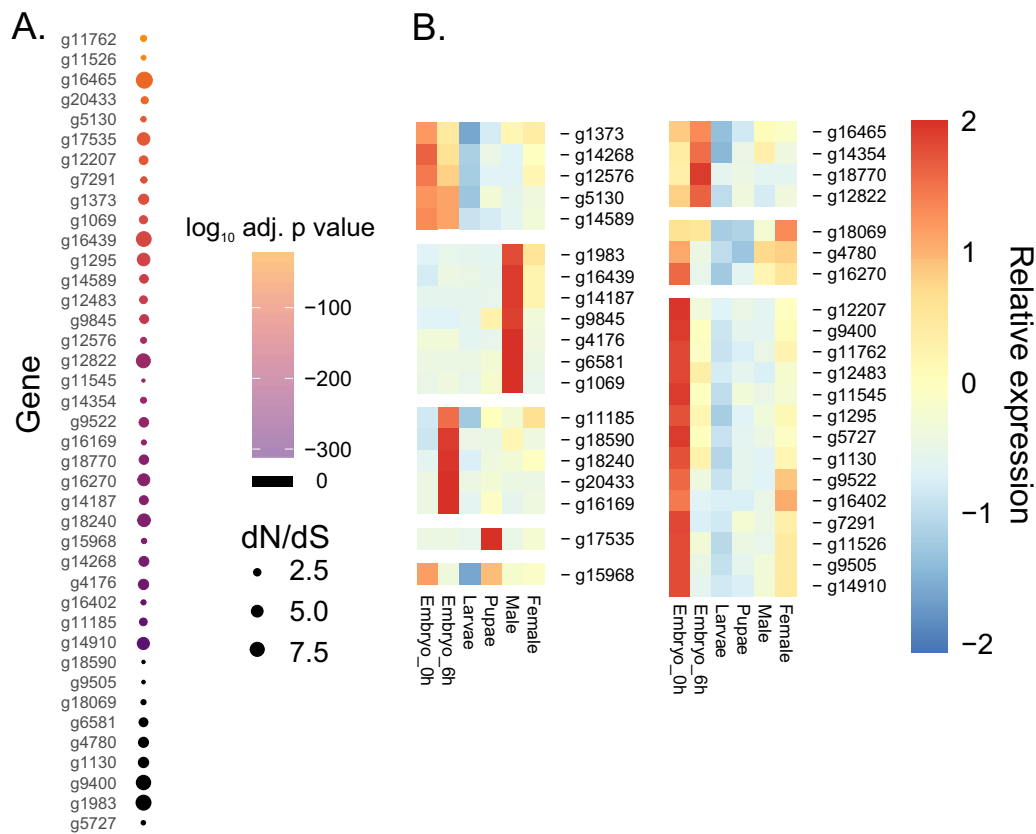 A.
g11762
g11526
g16465
g20433
g5130
g17535
g12207
g7291
g1373
g1069
g16439
g1295
g14589
g12483
g9845
g12576
g12822
g11545
g14354
g9522
g16169
g18770
g16270
g14187
g18240
g15968
g14268
g4176
g16402
g11185
g14910
g18590
g9505
g18069
g6581
g4780
g1130
g9400
g1983
g5727
Gene
log₁₀ adj. p value
−100
−200
−300
0
dN/dS
2.5
5.0
7.5
B.
g1373
g14268
g12576
g5130
g14589
g1983
g16439
g14187
g9845
g4176
g6581
g1069
g11185
g18590
g18240
g20433
g16169
g17535
g15968
Embryo_0h
Embryo_6h
Larvae
Pupae
Male
Female
g16465
g14354
g18770
g12822
g18069
g4780
g16270
g12207
g9400
g11762
g12483
g11545
g1295
g5727
g1130
g9522
g16402
g7291
g11526
g9505
g14910
Embryo_0h
Embryo_6h
Larvae
Pupae
Male
Female
2
1
0
−1
−2
Relative expression